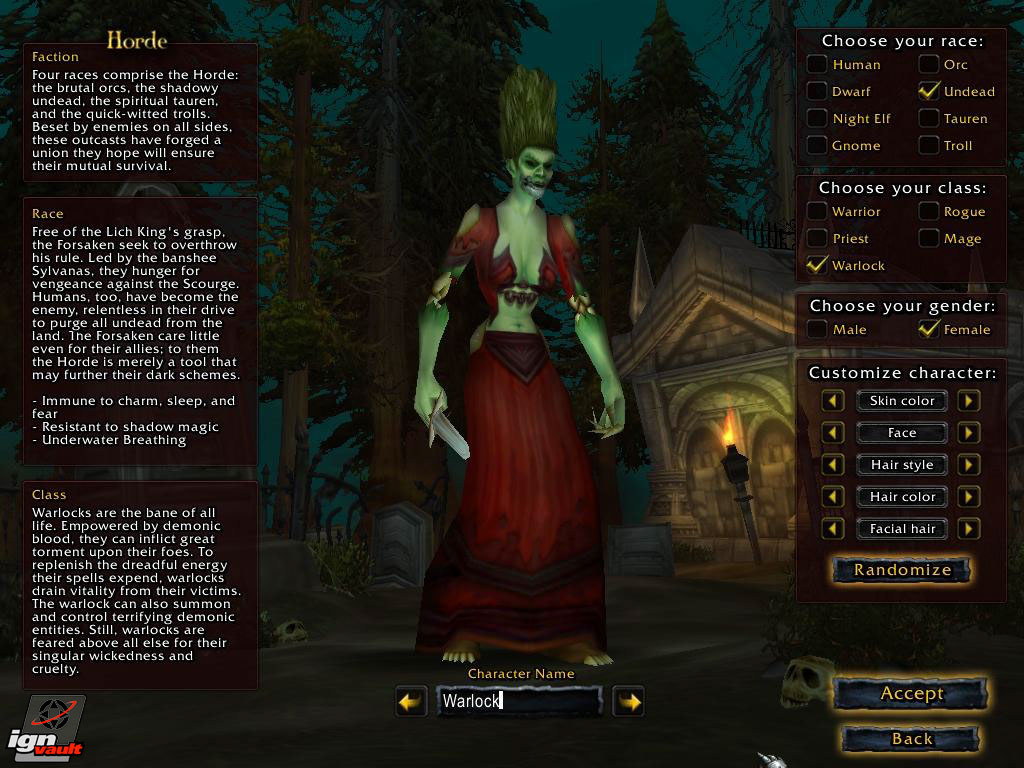 Horde
Faction
Four races comprise the Horde:
the brutal orcs, the shadowy
undead, the spiritual tauren,
and the quick-witted trolls.
Beset by enemies on all sides,
these outcasts have forged a
union they hope will ensure
their mutual survival.
Race
Free of the Lich King's grasp,
the Forsaken seek to overthrow
his rule. Led by the banshee
Sylvanas, they hunger for
vengeance against the Scourge.
Humans, too, have become the
enemy, relentless in their drive
to purge all undead from the
land. The Forsaken care little
even for their allies; to them
the Horde is merely a tool that
may further their dark schemes.
- Immune to charm, sleep, and
fear
- Resistant to shadow magic
- Underwater Breathing
Class
Warlocks are the bane of all
life. Empowered by demonic
blood, they can inflict great
torment upon their foes. To
replenish the dreadful energy
their spells expend, warlocks
drain vitality from their victims.
The warlock can also summon
and control terrifying demonic
entities. Still, warlocks are
feared above all else for their
singular wickedness and
cruelty.
ign
vault
Character Name
Warlock
Choose your race:
Human Orc
Dwarf Undead
Night Elf Tauren
Gnome Troll
Choose your class:
Warrior Rogue
Priest Mage
Warlock
Choose your gender:
Male Female
Customize character:
Skin color
Face
Hair style
Hair color
Facial hair
Randomize
Accept
Back